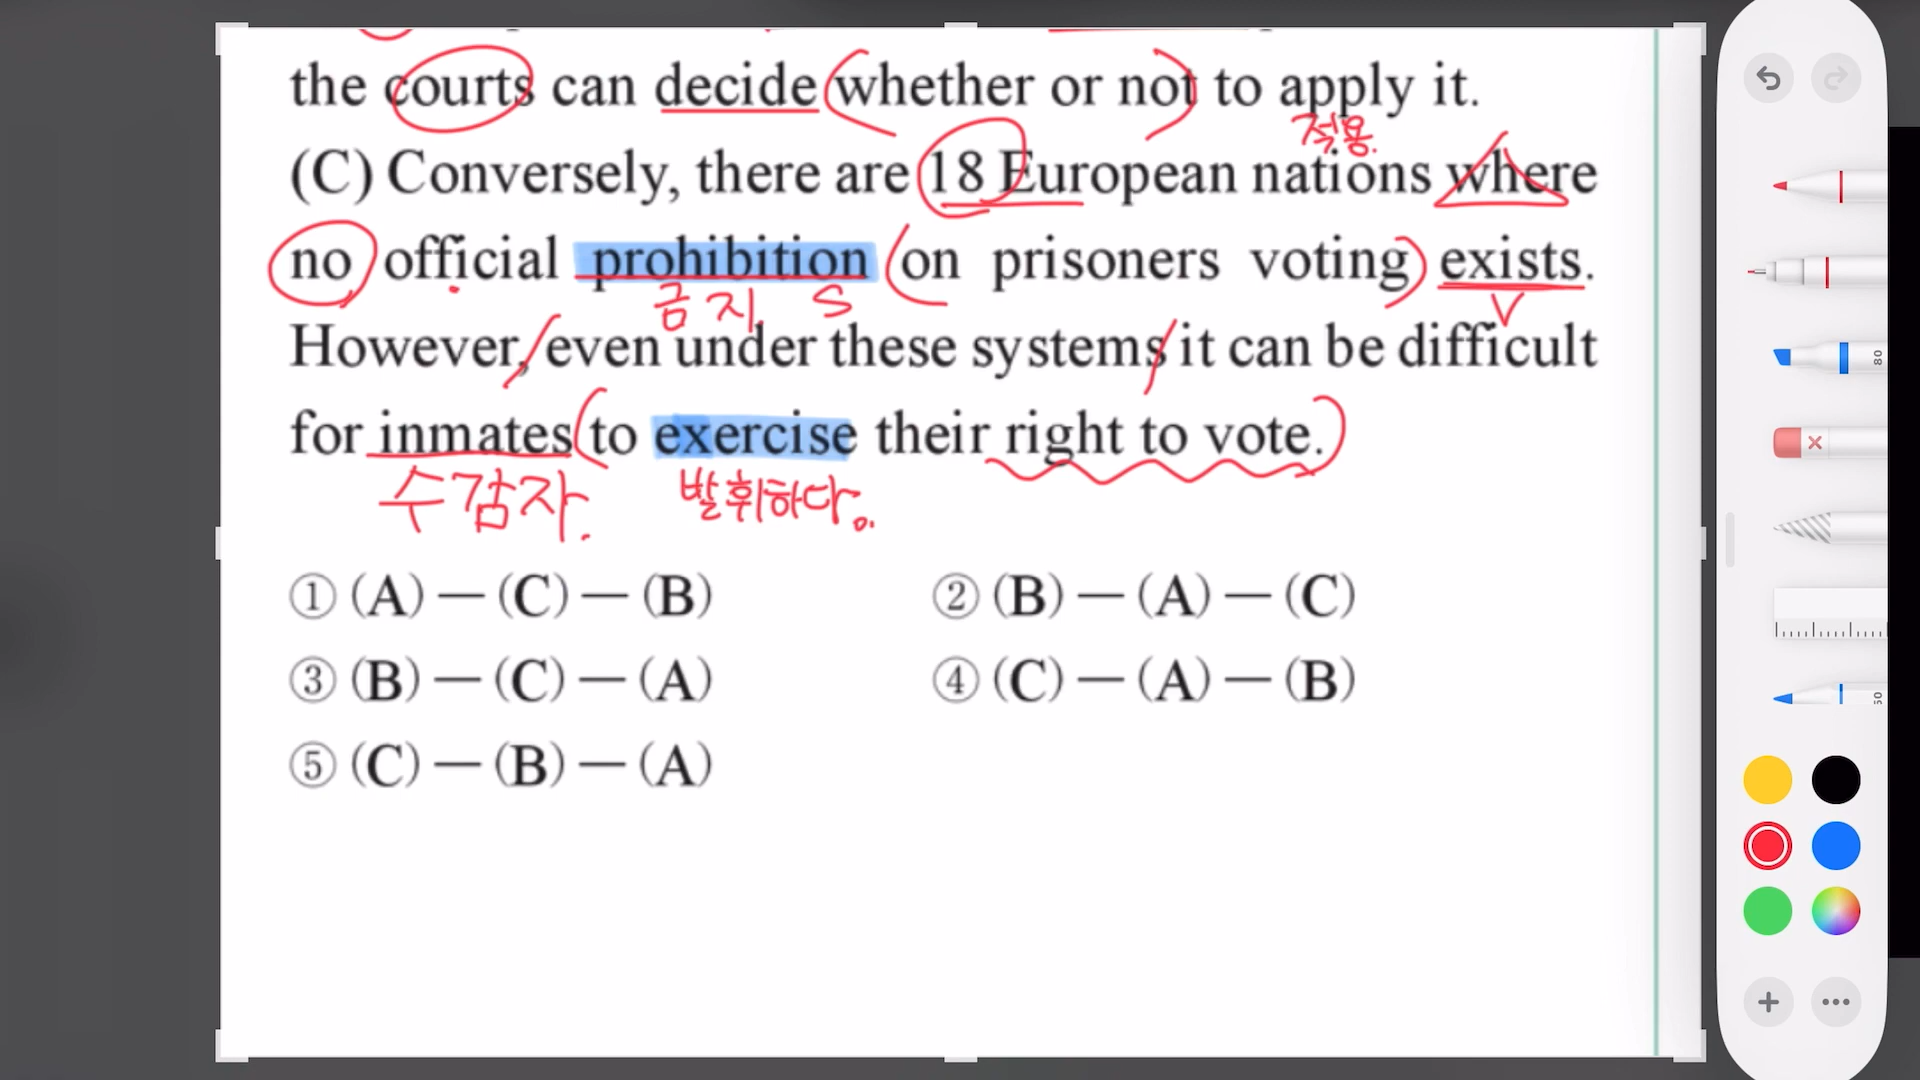 the courts can decide whether or not to apply it.
적용.
(C) Conversely, there are 18 European nations where
no official prohibition on prisoners voting exists.
금지. S V
However, even under these systems it can be difficult
for inmates to exercise their right to vote.
수감자. 발휘하다.
① (A) — (C) — (B) ② (B) — (A) — (C)
③ (B) — (C) — (A) ④ (C) — (A) — (B)
⑤ (C) — (B) — (A)
80
50